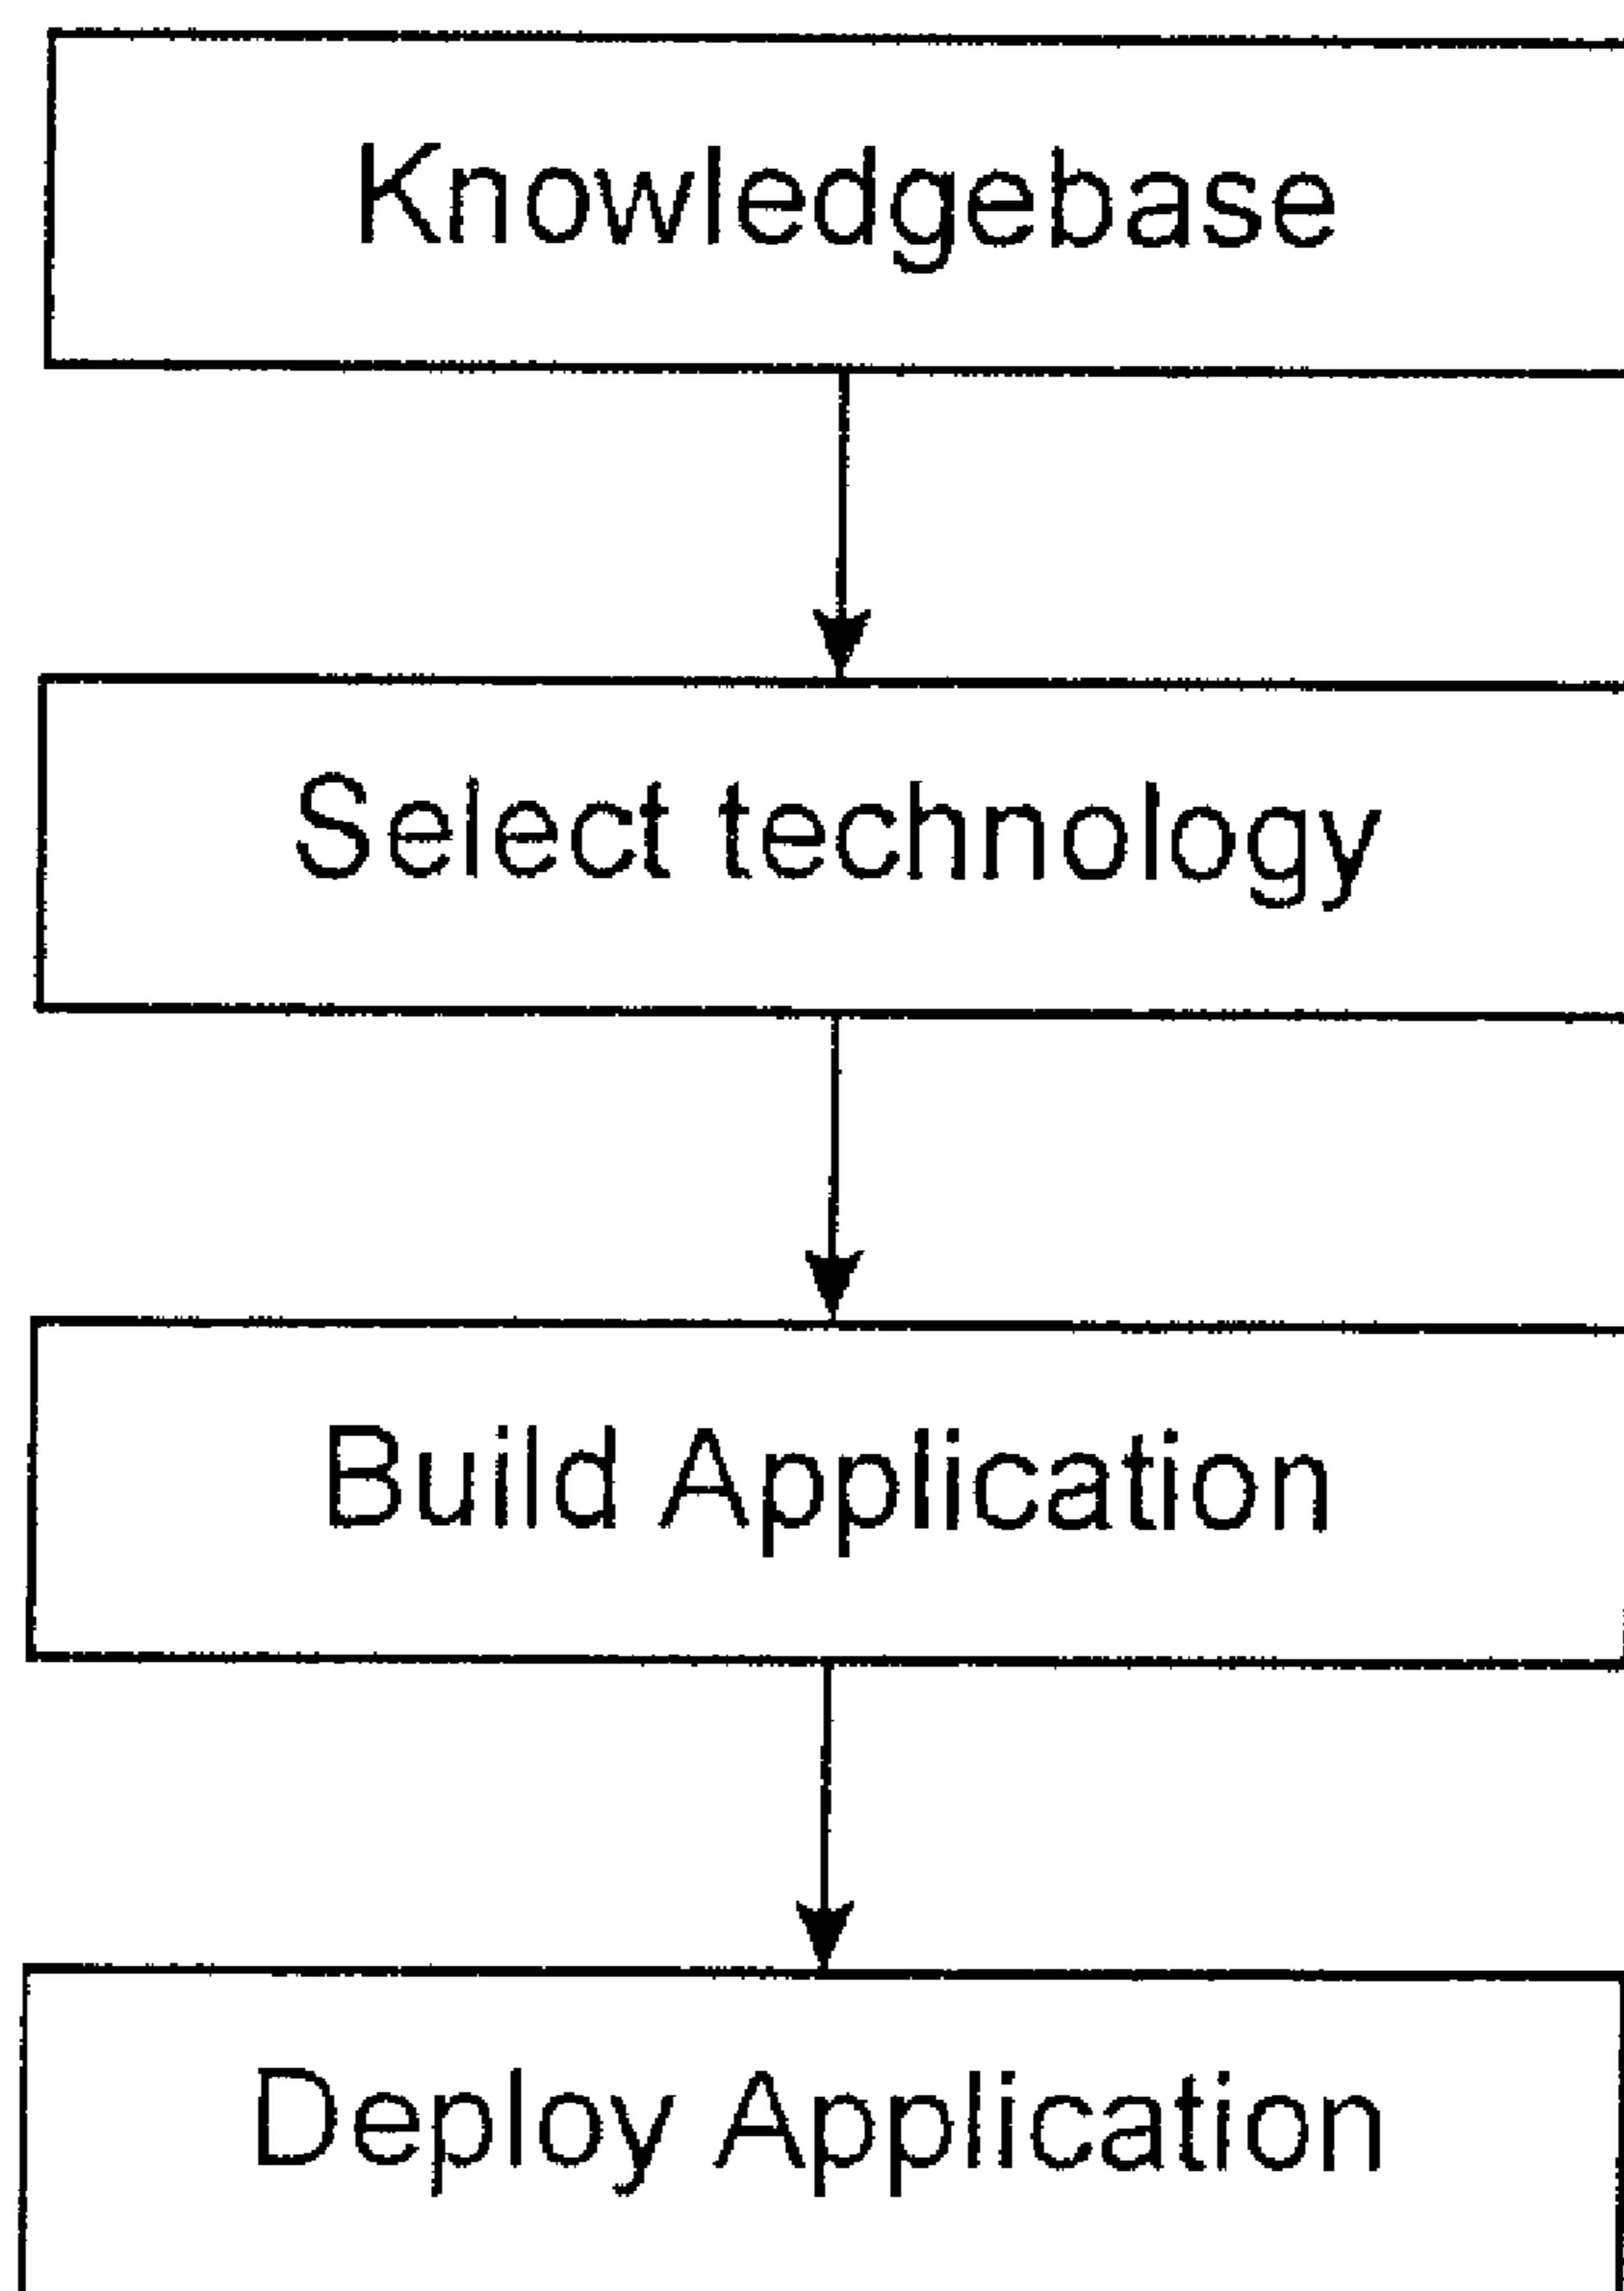 Knowledgebase
Select technology
Build Application
Deploy Application